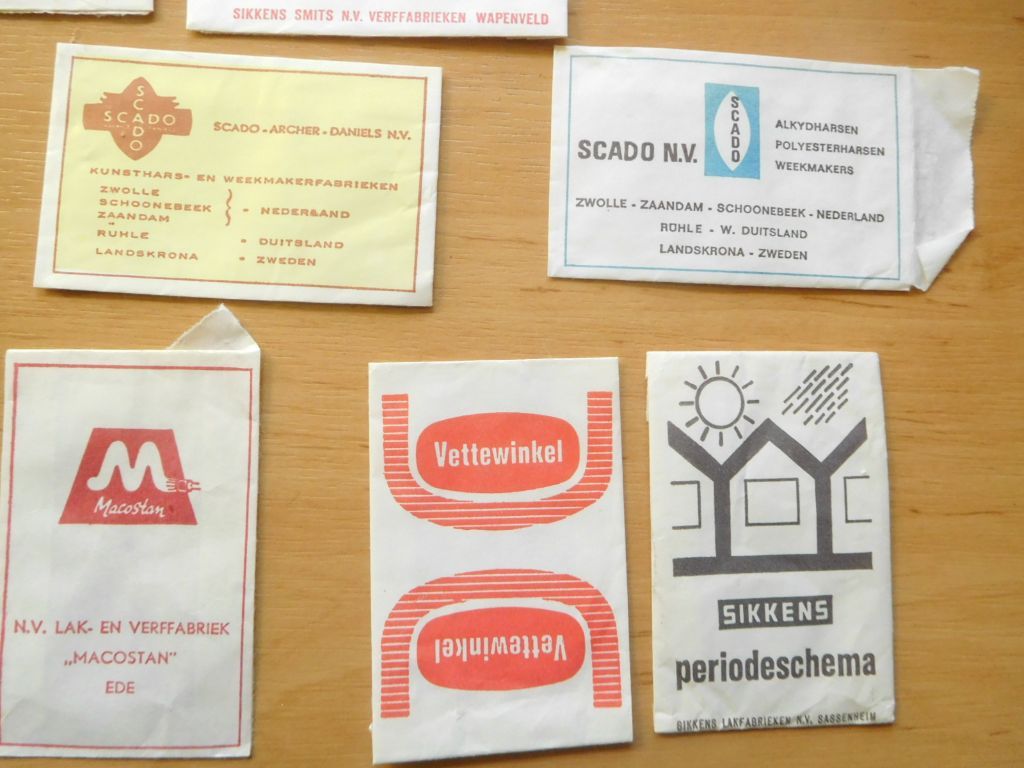 SIKKENS SMITS N.V. VERFFABRIEKEN WAPENVELD
SCADO
SCADO
SCADO - ARCHER - DANIELS N.V.
KUNSTHARS- EN WEEKMAKERFABRIEKEN
ZWOLLE
SCHOONEBEEK
ZAANDAM
} - NEDERLAND
RÜHLE - DUITSLAND
LANDSKRONA - ZWEDEN
SCADO N.V.
SCADO
ALKYDHARSEN
POLYESTERHARSEN
WEEKMAKERS
ZWOLLE - ZAANDAM - SCHOONEBEEK - NEDERLAND
RÜHLE - W. DUITSLAND
LANDSKRONA - ZWEDEN
M
Macostan
N.V. LAK- EN VERFFABRIEK
„MACOSTAN"
EDE
Vettewinkel
Vettewinkel
SIKKENS
periodeschema
SIKKENS LAKFABRIEKEN N.V. SASSENHEIM